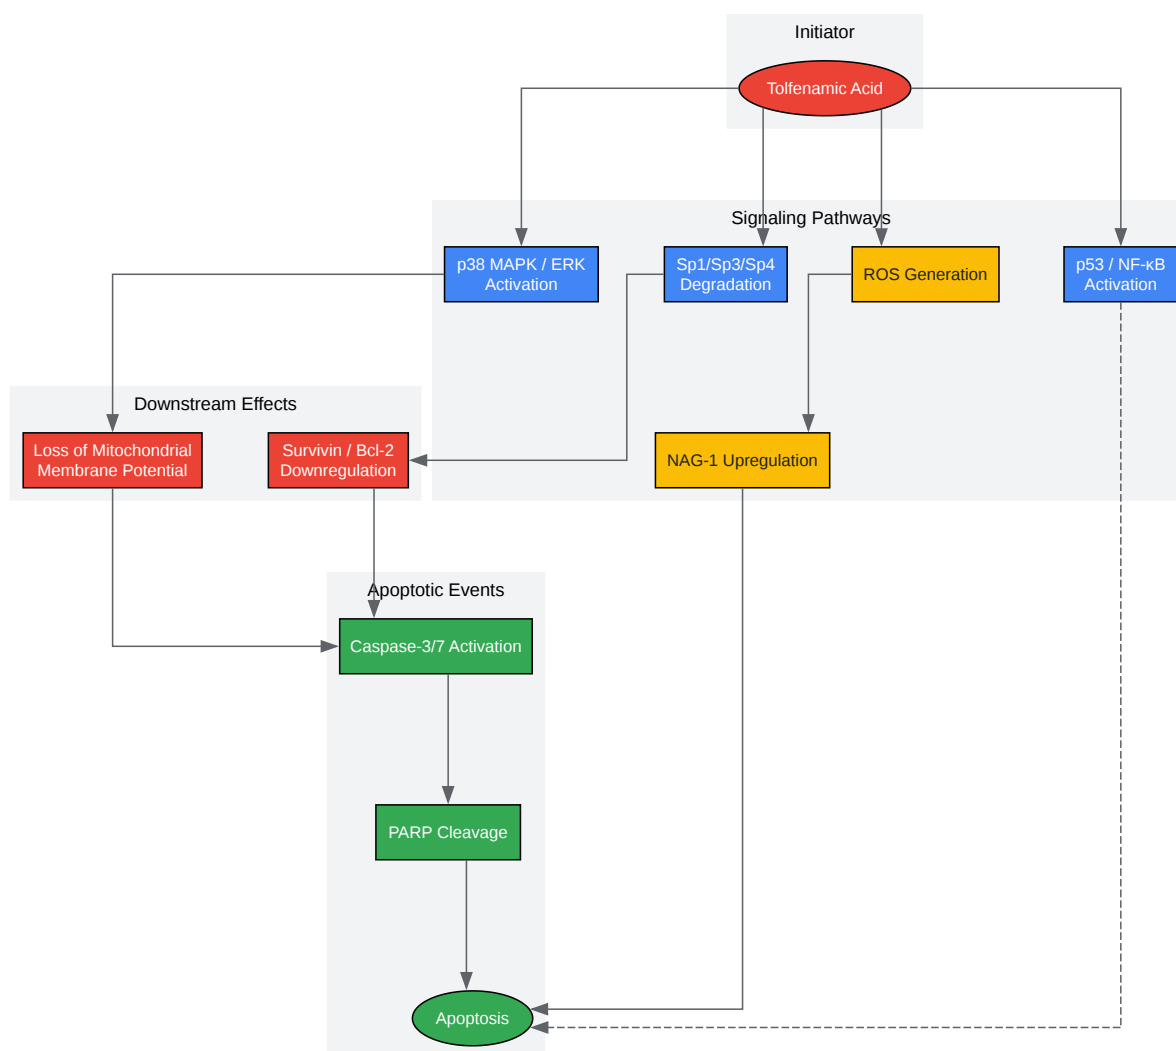 Initiator
Tolfenamic Acid
Signaling Pathways
p38 MAPK / ERK
Activation
Sp1/Sp3/Sp4
Degradation
ROS Generation
p53 / NF-κB
Activation
Downstream Effects
Loss of Mitochondrial
Membrane Potential
Survivin / Bcl-2
Downregulation
NAG-1 Upregulation
Apoptotic Events
Caspase-3/7 Activation
PARP Cleavage
Apoptosis